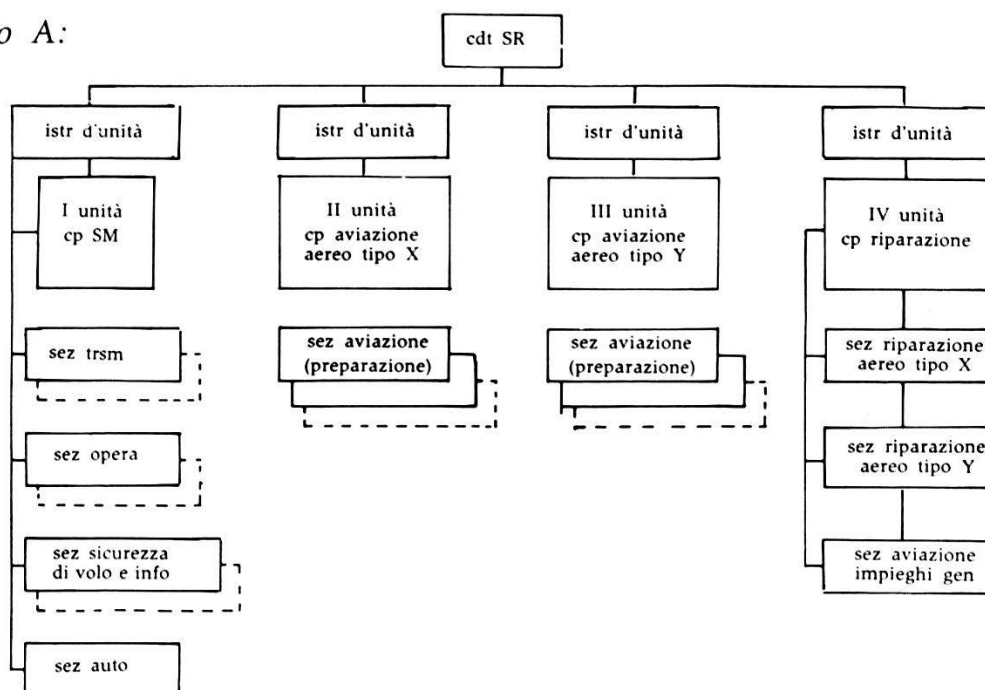 o A:
cdt SR
istr d'unità
istr d'unità
istr d'unità
istr d'unità
I unità
cp SM
II unità
cp aviazione
aereo tipo X
III unità
cp aviazione
aereo tipo Y
IV unità
cp riparazione
sez trsm
sez aviazione
(preparazione)
sez aviazione
(preparazione)
sez riparazione
aereo tipo X
sez opera
sez riparazione
aereo tipo Y
sez sicurezza
di volo e info
sez aviazione
impieghi gen
sez auto